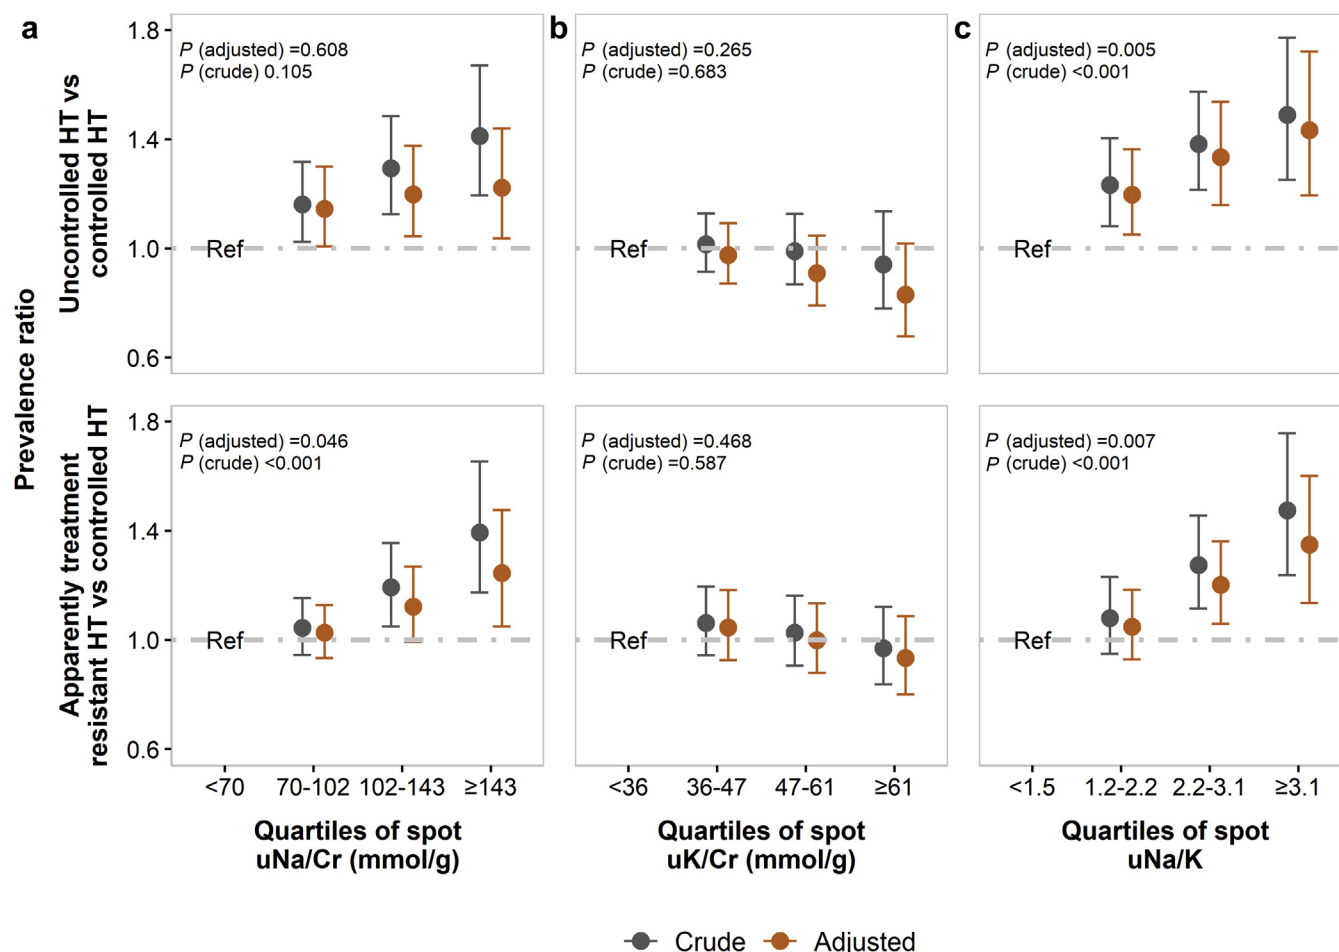 a
b
c
Prevalence ratio
Uncontrolled HT vs
controlled HT
1.8
1.4
1.0
0.6
P (adjusted) =0.608
P (crude) 0.105
Ref
P (adjusted) =0.265
P (crude) =0.683
Ref
P (adjusted) =0.005
P (crude) <0.001
Ref
Apparently treatment
resistant HT vs controlled HT
1.8
1.4
1.0
0.6
P (adjusted) =0.046
P (crude) <0.001
Ref
P (adjusted) =0.468
P (crude) =0.587
Ref
P (adjusted) =0.007
P (crude) <0.001
Ref
<70 70-102 102-143 ≥143
<36 36-47 47-61 ≥61
<1.5 1.2-2.2 2.2-3.1 ≥3.1
Quartiles of spot
uNa/Cr (mmol/g)
Quartiles of spot
uK/Cr (mmol/g)
Quartiles of spot
uNa/K
Crude Adjusted